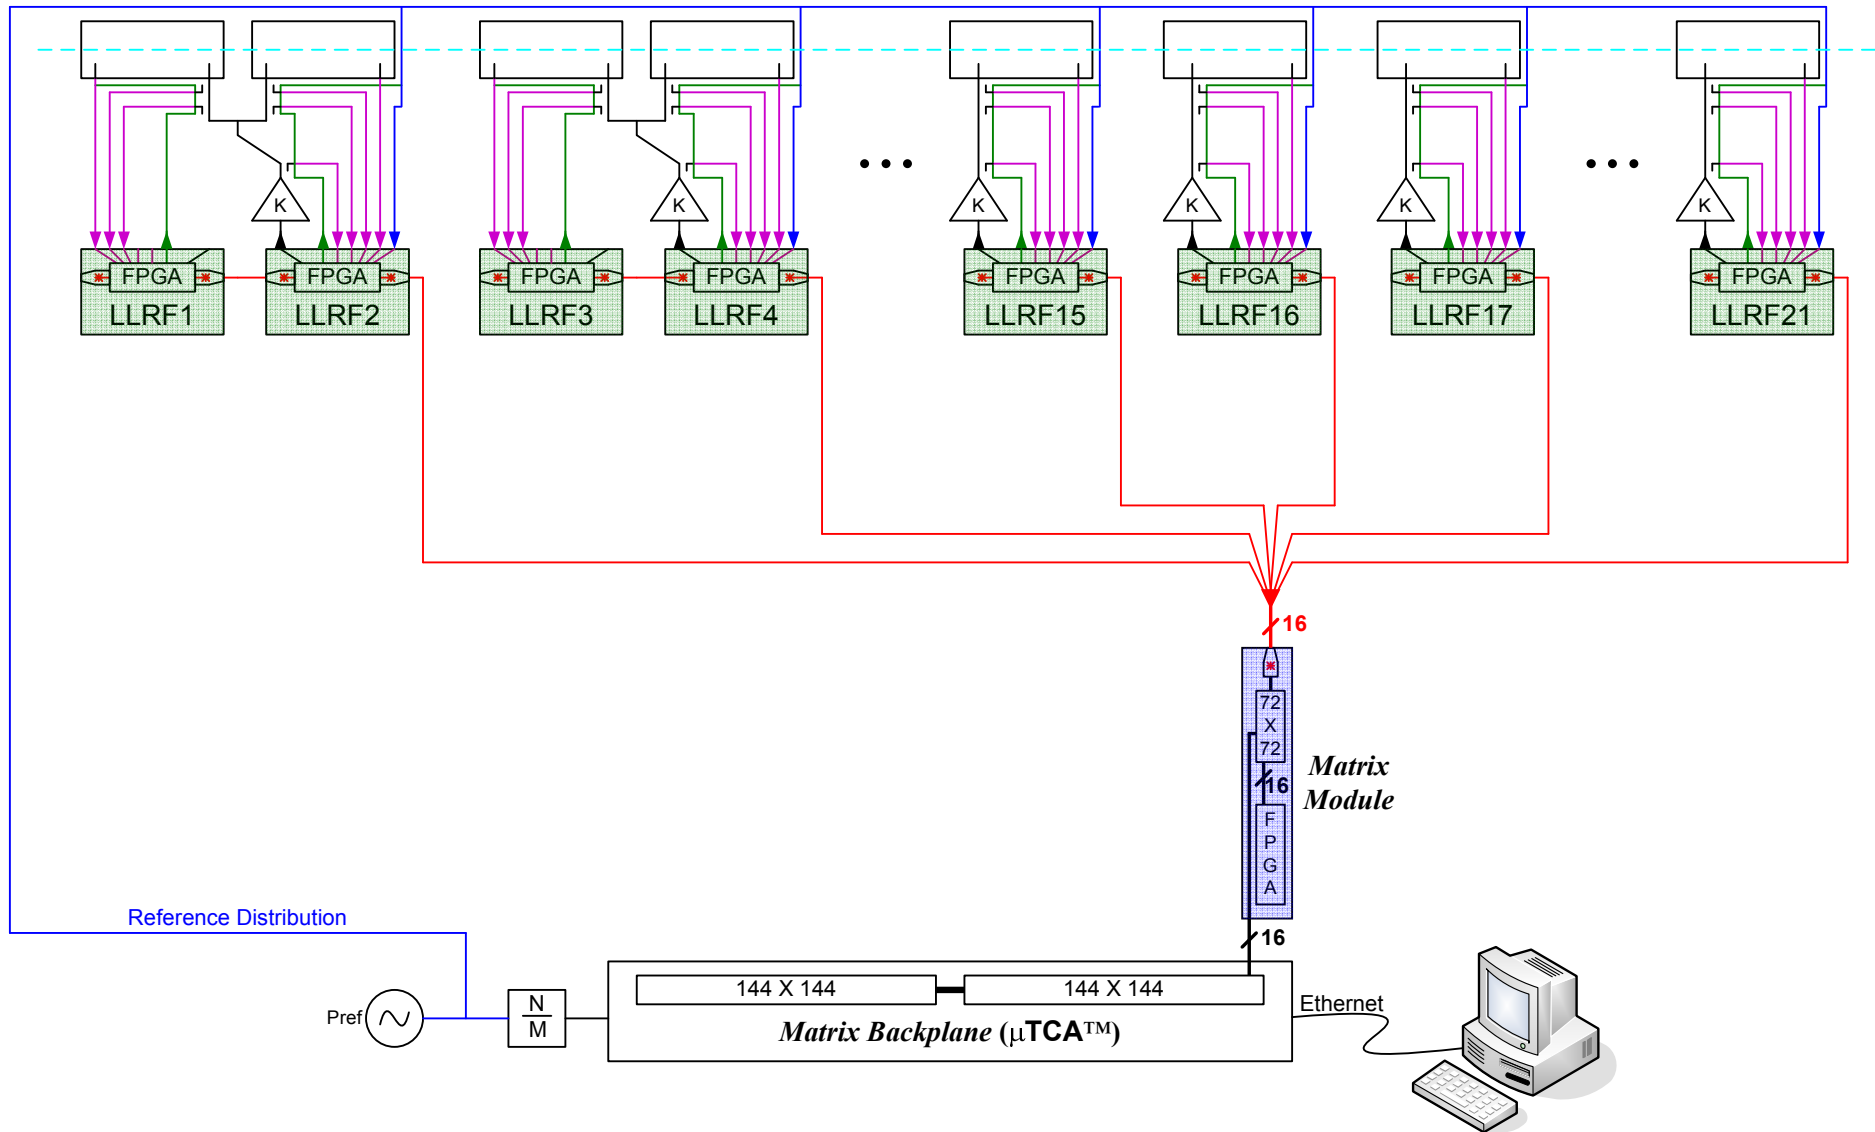 K K K K K K
FPGA FPGA FPGA FPGA FPGA FPGA FPGA FPGA
LLRF1 LLRF2 LLRF3 LLRF4 LLRF15 LLRF16 LLRF17 LLRF21
16
72
X
72
16
F
P
G
A
Matrix
Module
16
Reference Distribution
Pref
N
M
144 X 144 144 X 144
Matrix Backplane (μTCA™)
Ethernet